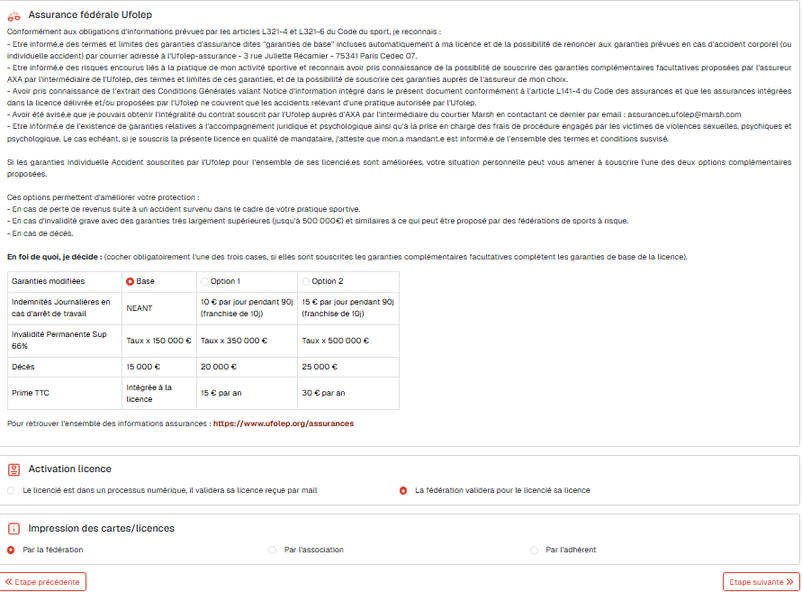 Assurance fédérale Ufolep
Conformément aux obligations d'informations prévues par les articles L321-4 et L321-6 du Code du sport, je reconnais :
- Etre informé.e des termes et limites des garanties d'assurance dites "garanties de base" incluses automatiquement à ma licence et de la possibilité de renoncer aux garanties prévues en cas d'accident corporel (ou
individuelle accident) par courrier adressé à l'Ufolep-assurance - 3 rue Juliette Récamier - 75341 Paris Cedec 07.
- Etre informé.e des risques encourus liés à la pratique de mon activité sportive et reconnais avoir pris connaissance de la possiblité de souscrire des garanties complémentaires facultatives proposées par l'assureur
AXA par l'intermédiaire de l'Ufolep, des termes et limites de ces garanties, et de la possibilité de souscrire ces garanties auprès de l'assureur de mon choix.
- Avoir pris connaissance de l'extrait des Conditions Générales valant Notice d'information intégré dans le présent document conformément à l'article L141-4 du Code des assurances et que les assurances intégrées
dans la licence délivrée et/ou proposées par l'Ufolep ne couvrent que les accidents relevant d'une pratique autorisée par l'Ufolep.
- Avoir été avisé.e que je pouvais obtenir l'intégralité du contrat souscrit par l'Ufolep auprès d'AXA par l'intermédiaire du courtier Marsh en contactant ce dernier par email : assurances.ufolep@marsh.com
- Etre informé.e de l'existence de garanties relatives à l'accompagnement juridique et psychologique ainsi qu'à la prise en charge des frais de procédure engagés par les victimes de violences sexuelles, psychiques et
psychologique. Le cas echéant, si je souscris la présente licence en qualité de mandataire, j'atteste que mon.a mandant.e est informé.e de l'ensemble des termes et conditions susvisé.
Si les garanties Individuelle Accident souscrites par l'Ufolep pour l'ensemble de ses licencié.es sont améliorées, votre situation personnelle peut vous amener à souscrire l'une des deux options complémentaires
proposées.
Ces options permettent d'améliorer votre protection :
- En cas de perte de revenus suite à un accident survenu dans le cadre de votre pratique sportive.
- En cas d'invalidité grave avec des garanties très largement supérieures (jusqu'à 500 000€) et similaires à ce qui peut être proposé par des fédérations de sports à risque.
- En cas de décès.
En foi de quoi, je décide : (cocher obligatoirement l'une des trois cases, si elles sont souscrites les garanties complémentaires facultatives complètent les garanties de base de la licence).
Garanties modifiées Base Option 1 Option 2
Indemnités Journalières en cas d'arrêt de travail NEANT 10 € par jour pendant 90j (franchise de 10j) 15 € par jour pendant 90j (franchise de 10j)
Invalidité Permanente Sup 66% Taux x 150 000 € Taux x 350 000 € Taux x 500 000 €
Décès 15 000 € 20 000 € 25 000 €
Prime TTC Intégrée à la licence 15 € par an 30 € par an
Pour retrouver l'ensemble des informations assurances : https://www.ufolep.org/assurances
Activation licence
Le licencié est dans un processus numérique, il validera sa licence reçue par mail La fédération validera pour le licencié sa licence
Impression des cartes/licences
Par la fédération Par l'association Par l'adhérent
Etape précédente Etape suivante